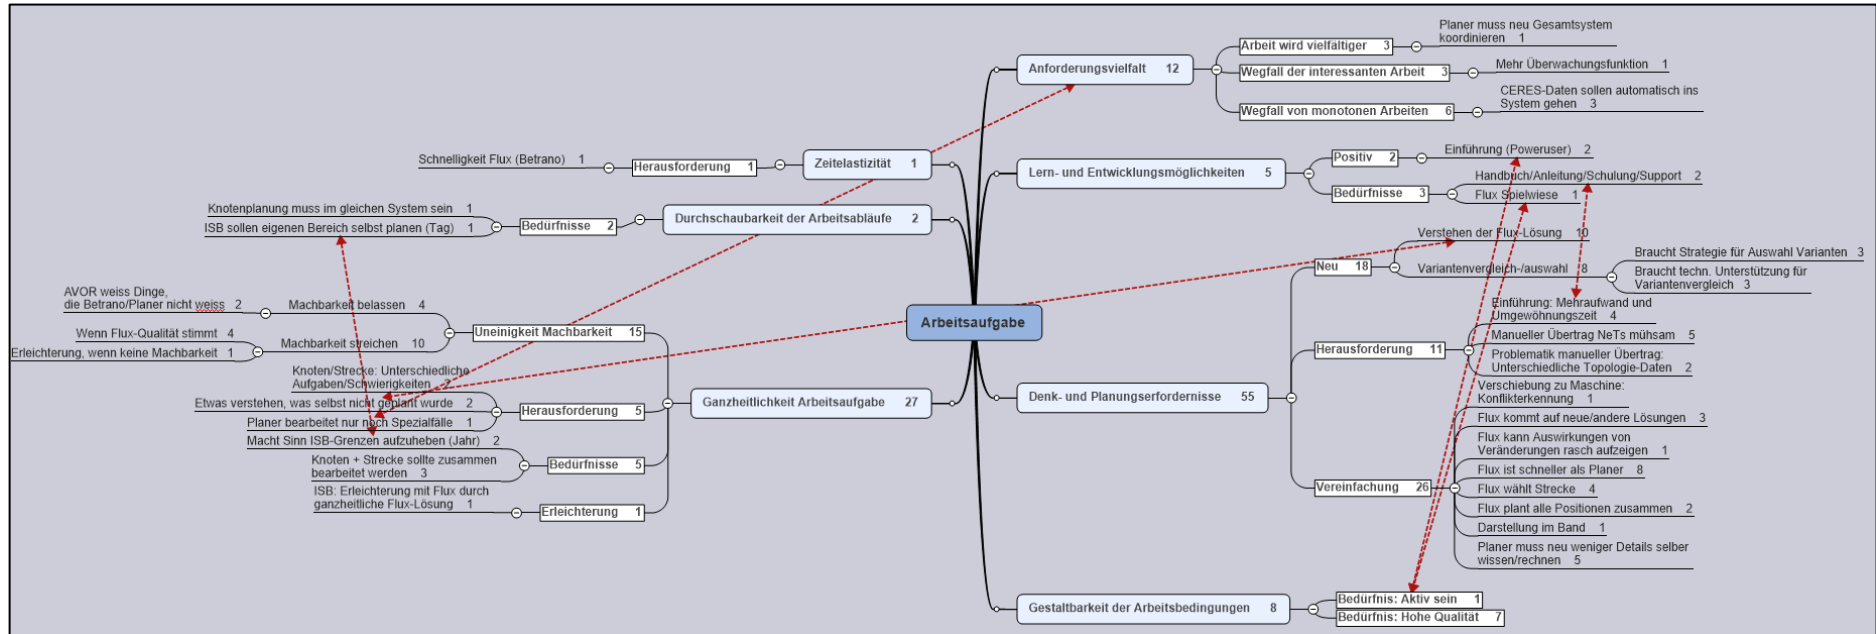 Arbeitsaufgabe
Anforderungsvielfalt 12
Arbeit wird vielfältiger 3
Planer muss neu Gesamtsystem
koordinieren 1
Wegfall der interessanten Arbeit 3
Mehr Überwachungsfunktion 1
Wegfall von monotonen Arbeiten 6
CERES-Daten sollen automatisch ins
System gehen 3
Lern- und Entwicklungsmöglichkeiten 5
Positiv 2
Einführung (Poweruser) 2
Bedürfnisse 3
Handbuch/Anleitung/Schulung/Support 2
Flux Spielwiese 1
Denk- und Planungserfordernisse 55
Neu 18
Verstehen der Flux-Lösung 10
Variantenvergleich-/auswahl 8
Braucht Strategie für Auswahl Varianten 3
Braucht techn. Unterstützung für
Variantenvergleich 3
Herausforderung 11
Einführung: Mehraufwand und
Umgewöhnungszeit 4
Manueller Übertrag NeTs mühsam 5
Problematik manueller Übertrag:
Unterschiedliche Topologie-Daten 2
Vereinfachung 26
Verschiebung zu Maschine:
Konflikterkennung 1
Flux kommt auf neue/andere Lösungen 3
Flux kann Auswirkungen von
Veränderungen rasch aufzeigen 1
Flux ist schneller als Planer 8
Flux wählt Strecke 4
Flux plant alle Positionen zusammen 2
Darstellung im Band 1
Planer muss neu weniger Details selber
wissen/rechnen 5
Gestaltbarkeit der Arbeitsbedingungen 8
Bedürfnis: Aktiv sein 1
Bedürfnis: Hohe Qualität 7
Zeitelastizität 1
Herausforderung 1
Schnelligkeit Flux (Betrano) 1
Durchschaubarkeit der Arbeitsabläufe 2
Bedürfnisse 2
Knotenplanung muss im gleichen System sein 1
ISB sollen eigenen Bereich selbst planen (Tag) 1
Ganzheitlichkeit Arbeitsaufgabe 27
Uneinigkeit Machbarkeit 15
Machbarkeit belassen 4
AVOR weiss Dinge,
die Betrano/Planer nicht weiss 2
Machbarkeit streichen 10
Wenn Flux-Qualität stimmt 4
Erleichterung, wenn keine Machbarkeit 1
Herausforderung 5
Knoten/Strecke: Unterschiedliche
Aufgaben/Schwierigkeiten
Etwas verstehen, was selbst nicht geplant wurde 2
Planer bearbeitet nur noch Spezialfälle 1
Bedürfnisse 5
Macht Sinn ISB-Grenzen aufzuheben (Jahr) 2
Knoten + Strecke sollte zusammen
bearbeitet werden 3
Erleichterung 1
ISB: Erleichterung mit Flux durch
ganzheitliche Flux-Lösung 1